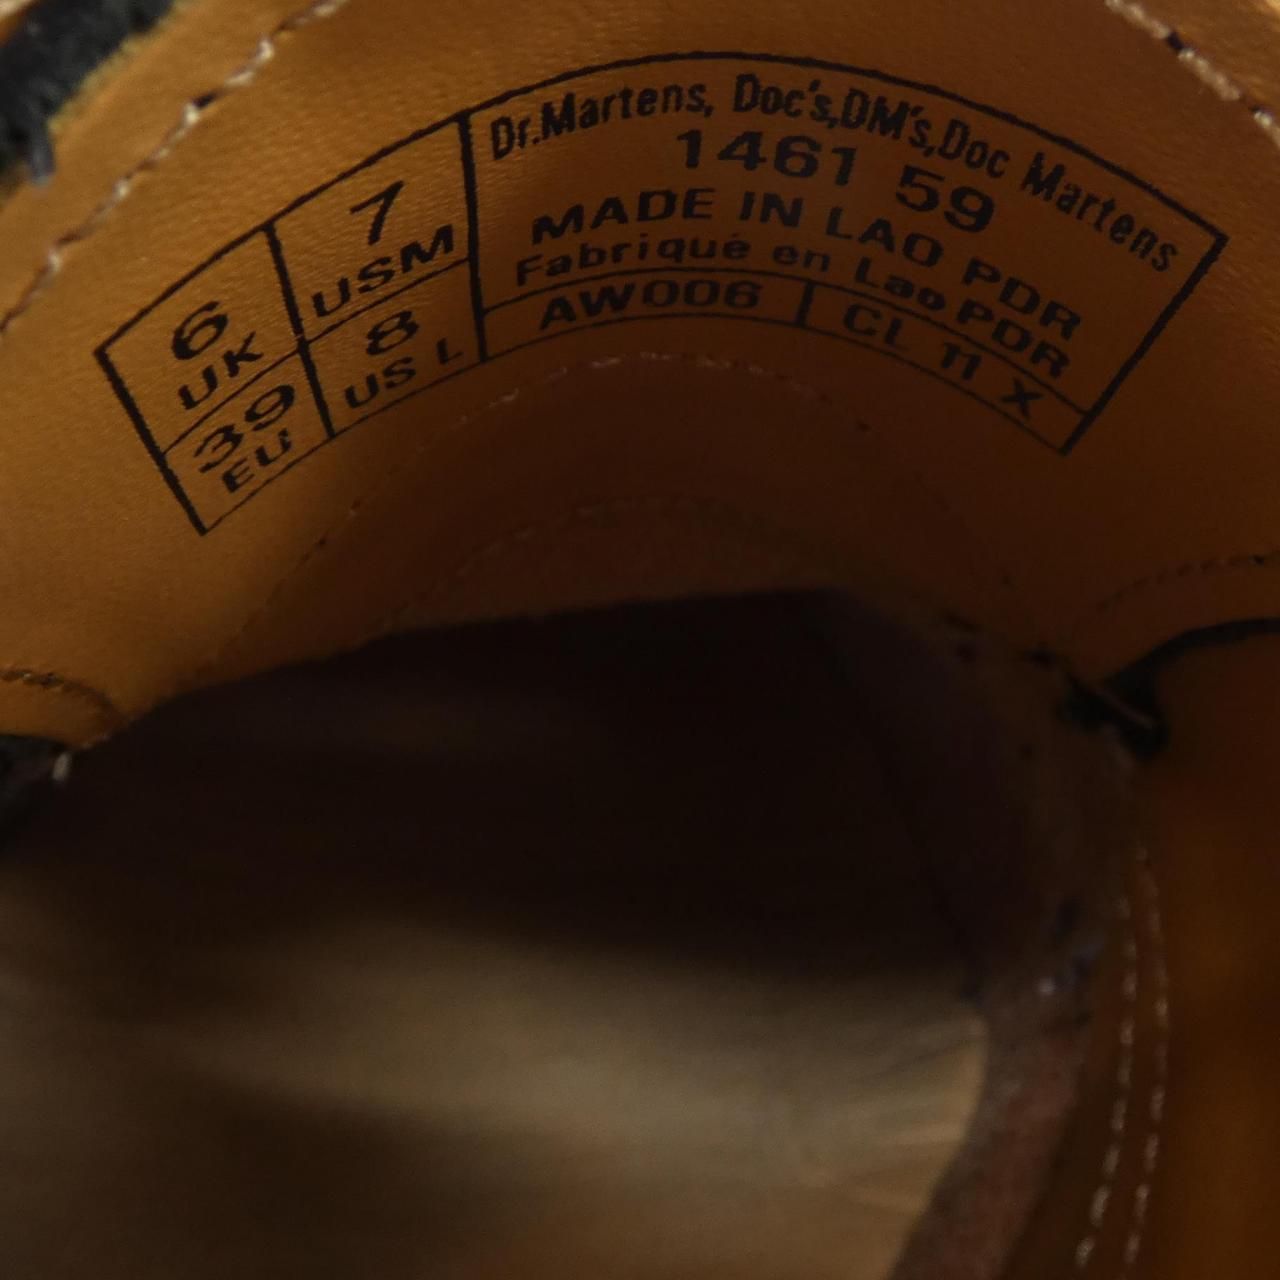 6
UK
39
EU
7
USM
8
US L
Dr.Martens, Doc's,DM's,Doc Martens
1461 59
MADE IN LAO PDR
Fabriqué en Lao PDR
AW006 CL 11 X